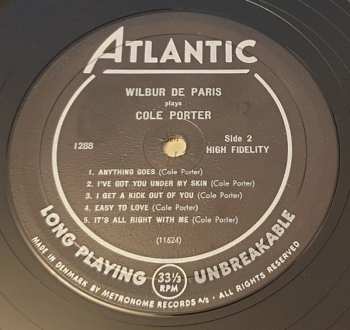 ATLANTIC
WILBUR DE PARIS
plays
COLE PORTER
1288
Side 2
HIGH FIDELITY
1. ANYTHING GOES (Cole Porter)
2. I'VE GOT YOU UNDER MY SKIN (Cole Porter)
3. I GET A KICK OUT OF YOU (Cole Porter)
4. EASY TO LOVE (Cole Porter)
5. IT'S ALL RIGHT WITH ME (Cole Porter)
(11624)
LONG PLAYING 33⅓ RPM UNBREAKABLE
MADE IN DENMARK BY METRONOME RECORDS A/S · ALL RIGHTS RESERVED